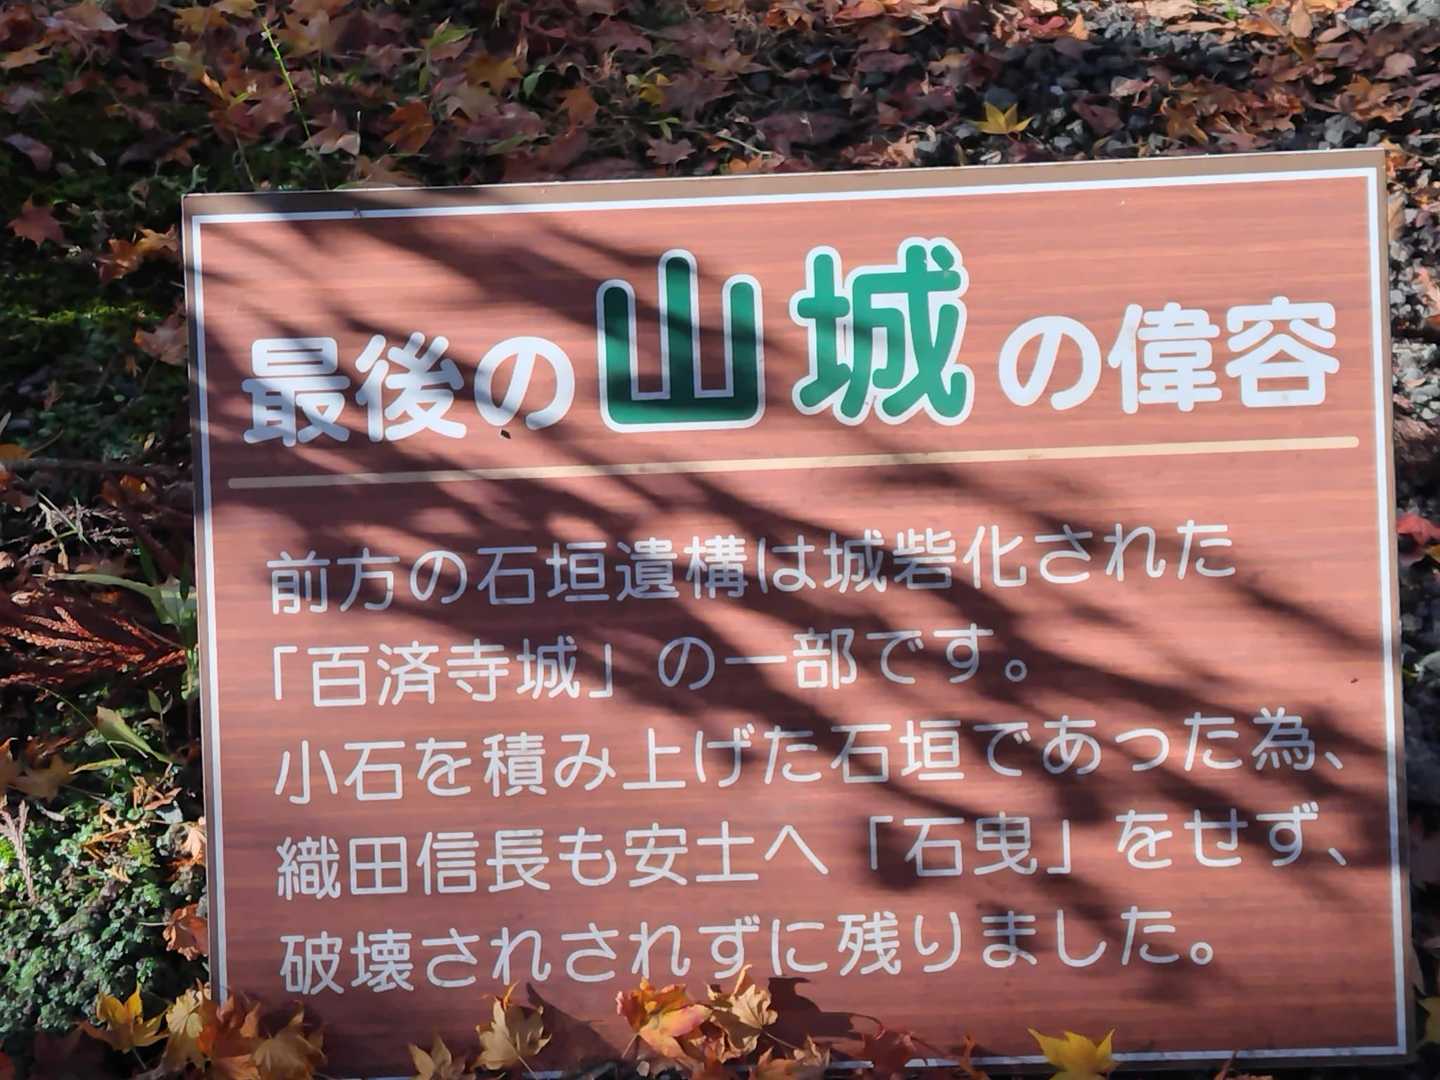 最後の山城の偉容
前方の石垣遺構は城砦化された
「百済寺城」の一部です。
小石を積み上げた石垣であった為、
織田信長も安土へ「石曳」をせず、
破壊されされずに残りました。